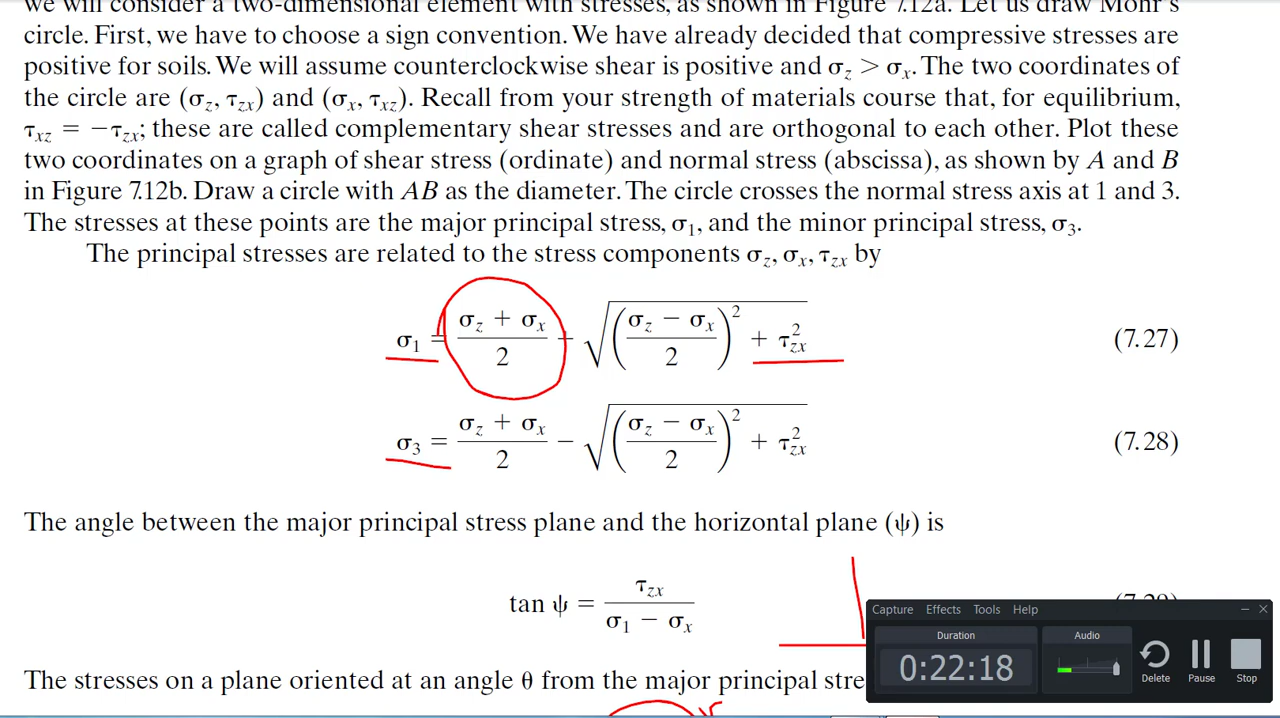 we will consider a two-dimensional element with stresses, as shown in Figure 7.12a. Let us draw Mohr's
circle. First, we have to choose a sign convention. We have already decided that compressive stresses are
positive for soils. We will assume counterclockwise shear is positive and σz > σx. The two coordinates of
the circle are (σz, τzx) and (σx, τxz). Recall from your strength of materials course that, for equilibrium,
τxz = −τzx; these are called complementary shear stresses and are orthogonal to each other. Plot these
two coordinates on a graph of shear stress (ordinate) and normal stress (abscissa), as shown by A and B
in Figure 7.12b. Draw a circle with AB as the diameter. The circle crosses the normal stress axis at 1 and 3.
The stresses at these points are the major principal stress, σ1, and the minor principal stress, σ3.
The principal stresses are related to the stress components σz, σx, τzx by
σ1 = (σz + σx)/2 + √(((σz − σx)/2)² + τzx²) (7.27)
σ3 = (σz + σx)/2 − √(((σz − σx)/2)² + τzx²) (7.28)
The angle between the major principal stress plane and the horizontal plane (ψ) is
tan ψ = τzx/(σ1 − σx)
The stresses on a plane oriented at an angle θ from the major principal stre
Capture Effects Tools Help
Duration Audio
0:22:18
Delete Pause Stop